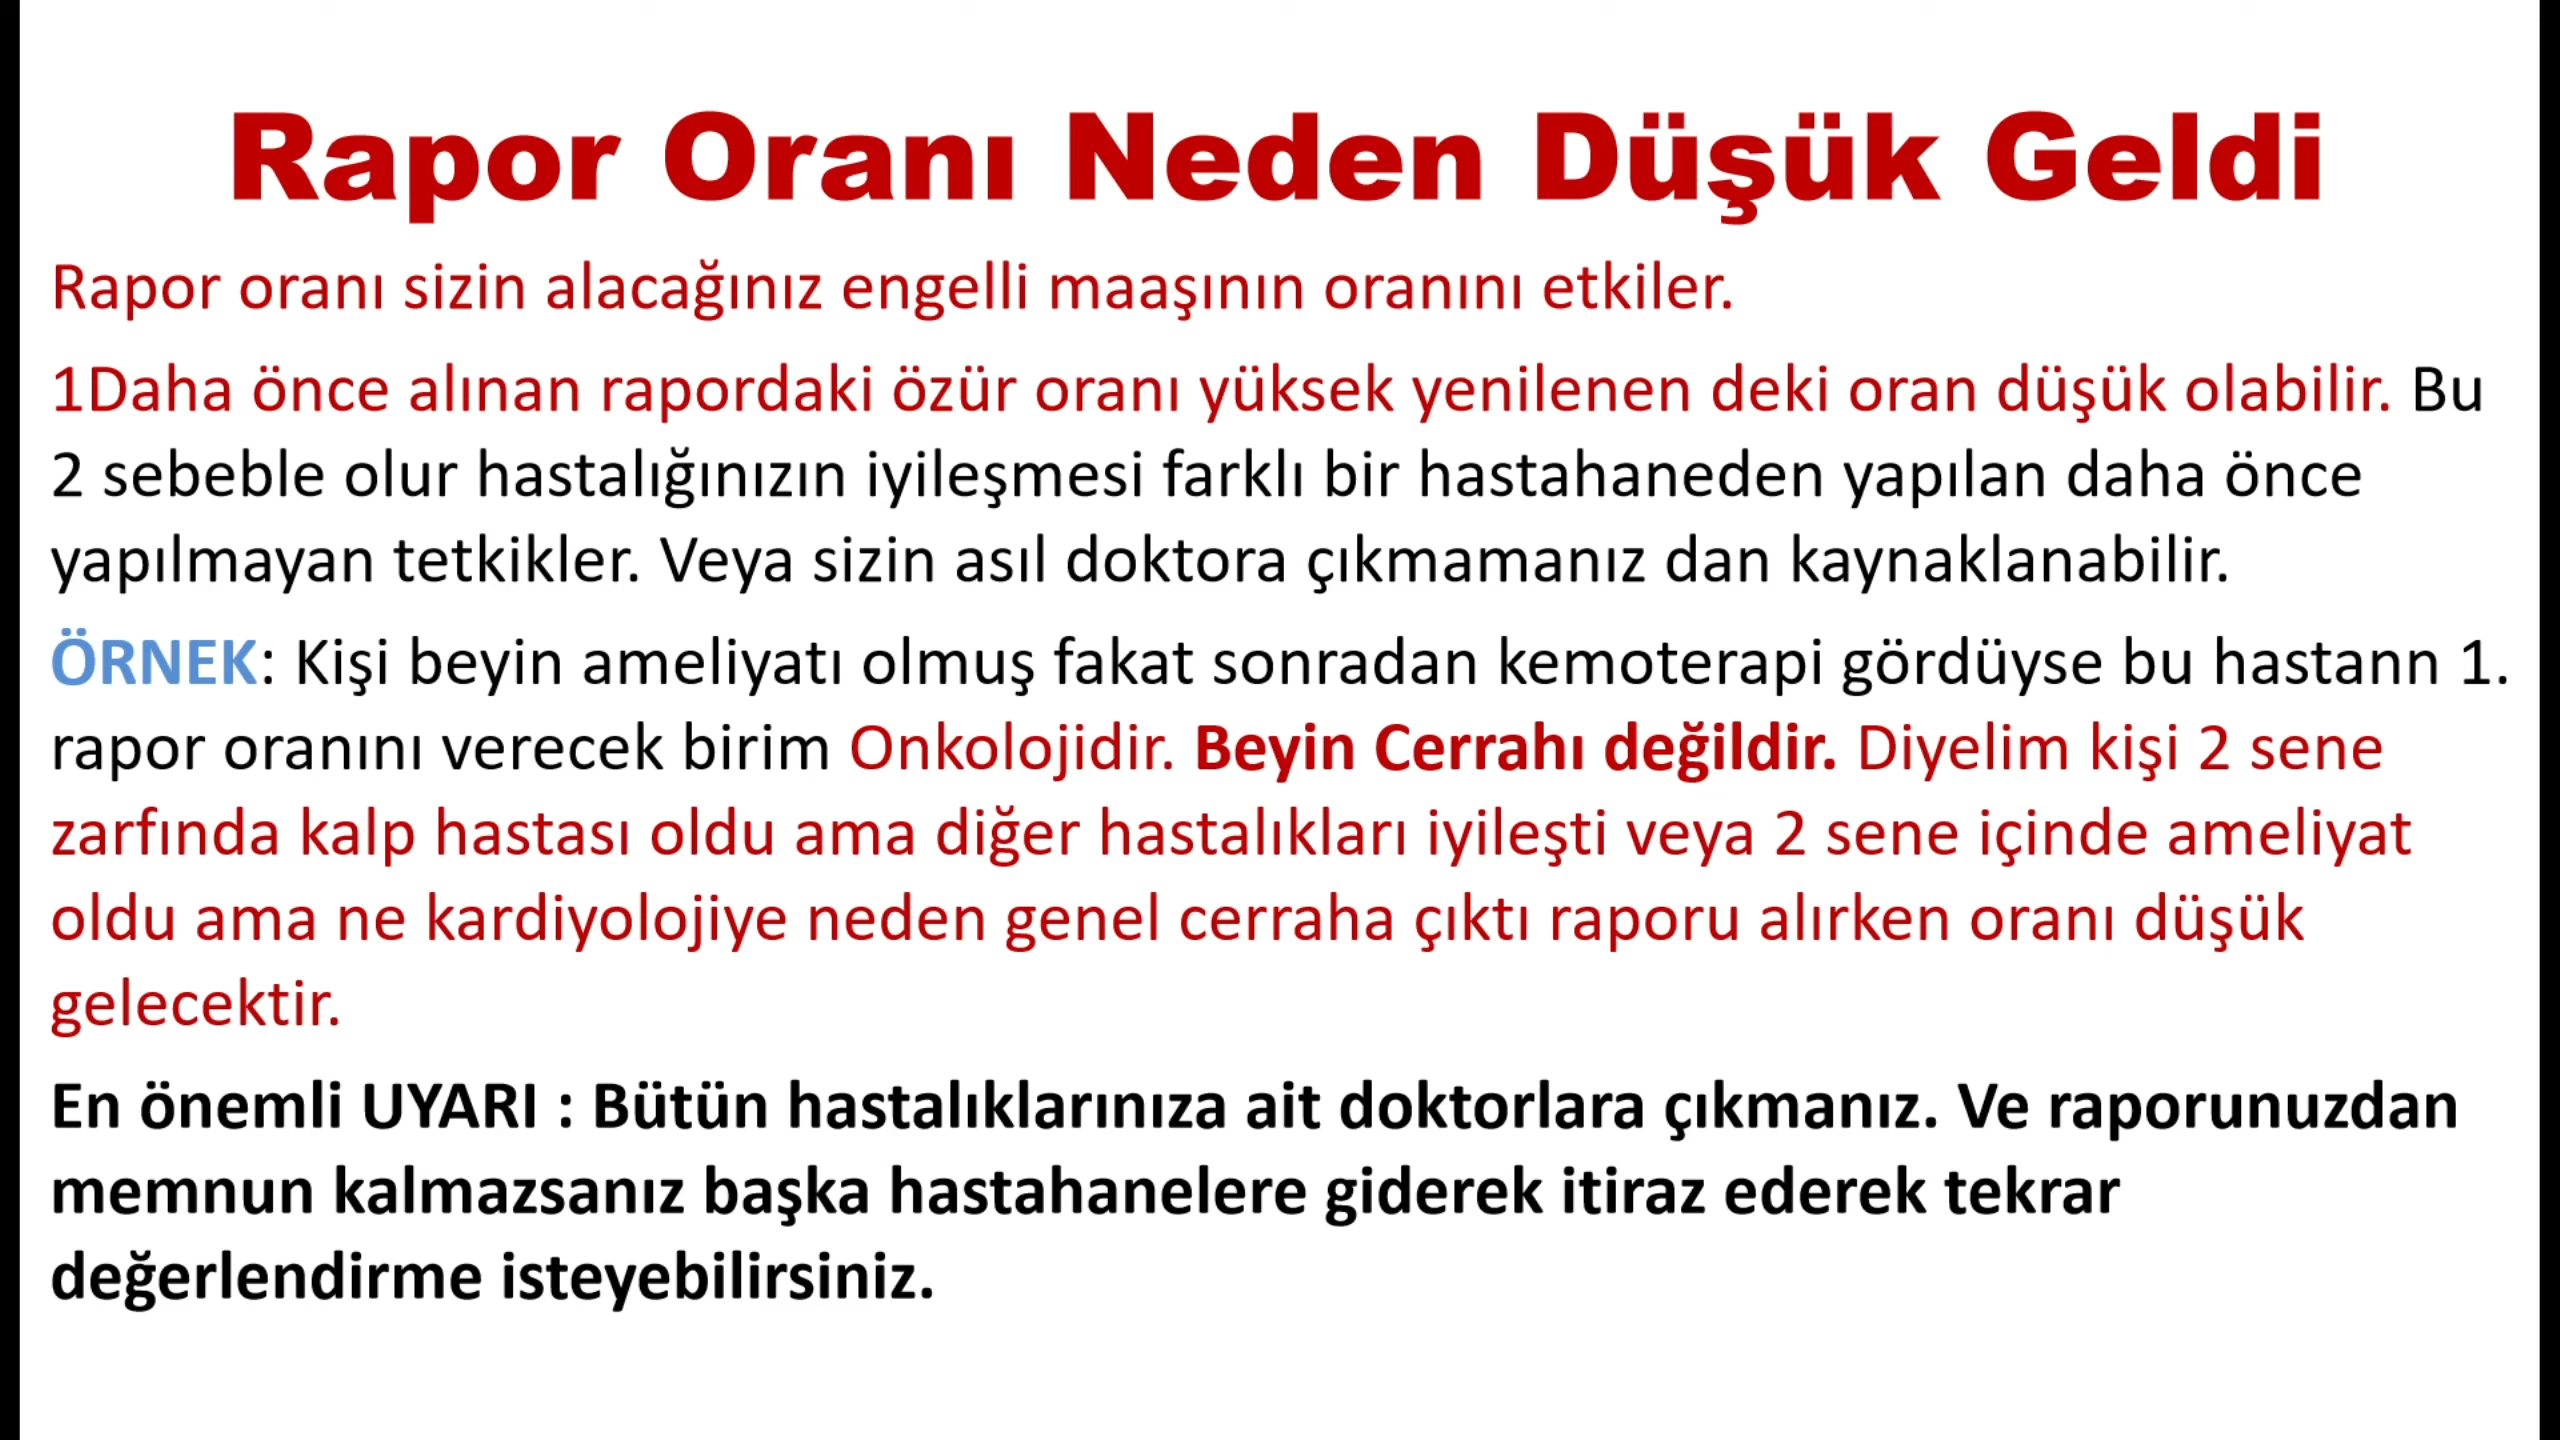 Rapor Oranı Neden Düşük Geldi
Rapor oranı sizin alacağınız engelli maaşının oranını etkiler.
1Daha önce alınan rapordaki özür oranı yüksek yenilenen deki oran düşük olabilir. Bu
2 sebeble olur hastalığınızın iyileşmesi farklı bir hastahaneden yapılan daha önce
yapılmayan tetkikler. Veya sizin asıl doktora çıkmamanız dan kaynaklanabilir.
ÖRNEK: Kişi beyin ameliyatı olmuş fakat sonradan kemoterapi gördüyse bu hastann 1.
rapor oranını verecek birim Onkolojidir. Beyin Cerrahı değildir. Diyelim kişi 2 sene
zarfında kalp hastası oldu ama diğer hastalıkları iyileşti veya 2 sene içinde ameliyat
oldu ama ne kardiyolojiye neden genel cerraha çıktı raporu alırken oranı düşük
gelecektir.
En önemli UYARI : Bütün hastalıklarınıza ait doktorlara çıkmanız. Ve raporunuzdan
memnun kalmazsanız başka hastahanelere giderek itiraz ederek tekrar
değerlendirme isteyebilirsiniz.